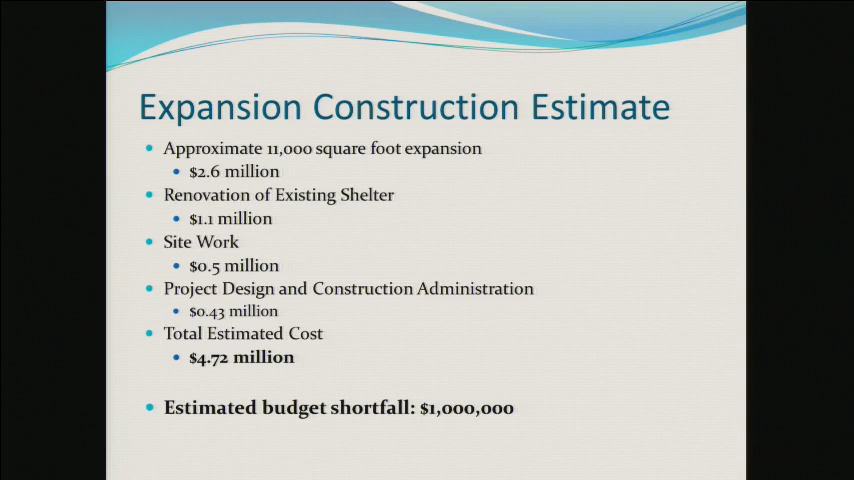 Expansion Construction Estimate
Approximate 11,000 square foot expansion
$2.6 million
Renovation of Existing Shelter
$1.1 million
Site Work
$0.5 million
Project Design and Construction Administration
$0.43 million
Total Estimated Cost
$4.72 million
Estimated budget shortfall: $1,000,000